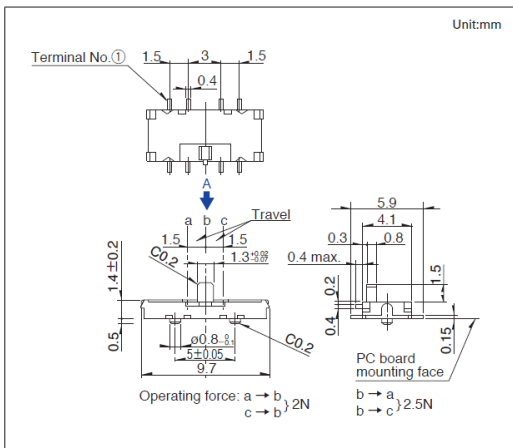 Unit:mm
Terminal No.①
1.5
3
1.5
0.4
A
a b c
Travel
1.5
1.5
C0.2
1.3
1.4±0.2
0.5
ø0.8 0 -0.1
C0.2
5±0.05
9.7
5.9
4.1
0.3
0.8
0.4 max.
0.2
0.4
1.5
0.15
PC board
mounting face
Operating force: a → b
c → b } 2N
b → a
b → c } 2.5N